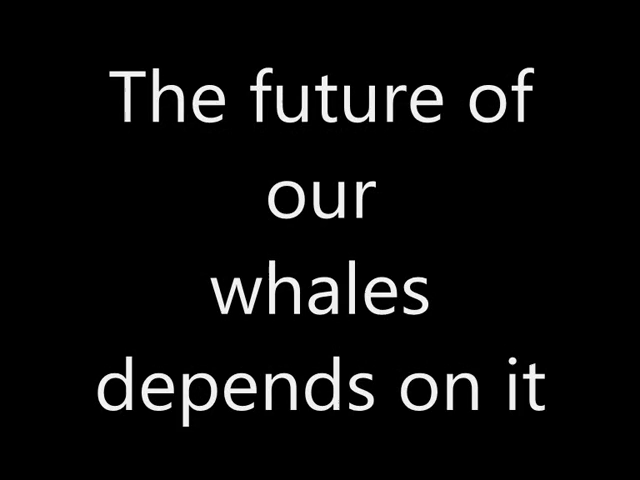 The future of
our
whales
depends on it